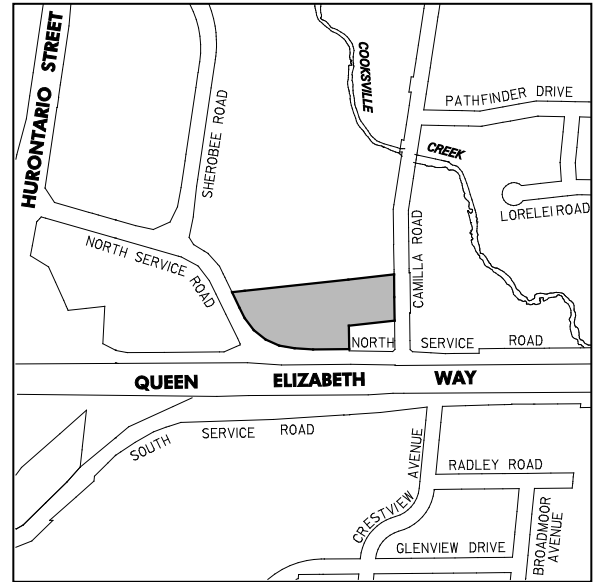 HURONTARIO STREET
SHEROBEE ROAD
COOKSVILLE
CREEK
PATHFINDER DRIVE
LORELEI ROAD
CAMILLA ROAD
NORTH SERVICE ROAD
NORTH SERVICE ROAD
QUEEN ELIZABETH WAY
SOUTH SERVICE ROAD
CRESTVIEW AVENUE
RADLEY ROAD
GLENVIEW DRIVE
BROADMOOR
AVENUE